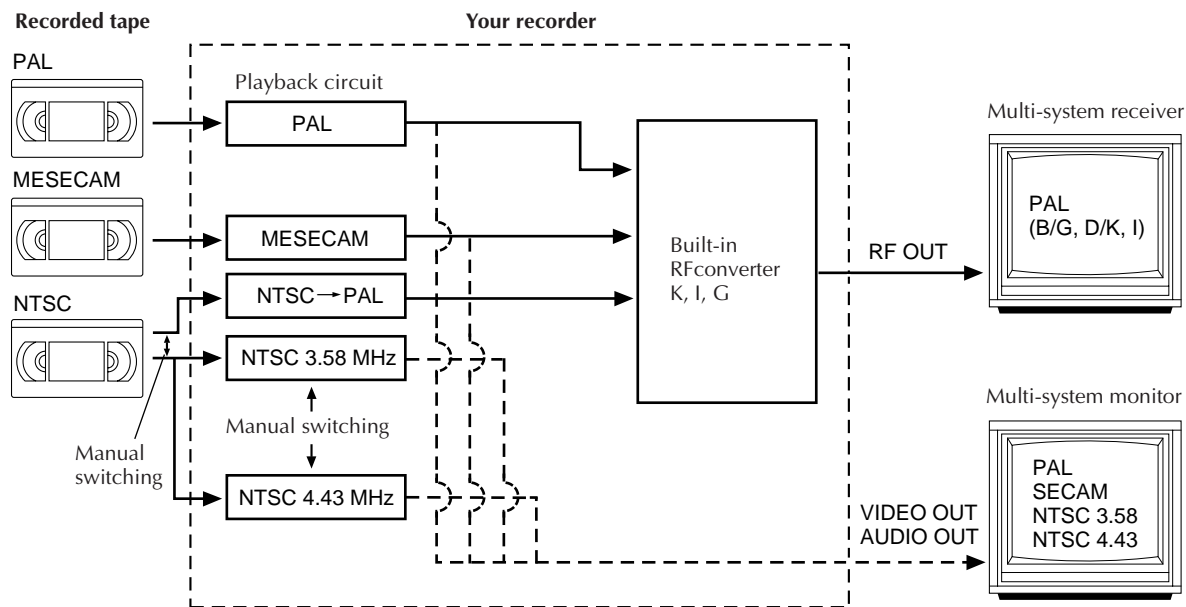 Recorded tape
Your recorder
PAL
Playback circuit
PAL
MESECAM
MESECAM
NTSC
NTSC→PAL
NTSC 3.58 MHz
Manual switching
Manual
switching
NTSC 4.43 MHz
Built-in
RFconverter
K, I, G
RF OUT
Multi-system receiver
PAL
(B/G, D/K, I)
Multi-system monitor
PAL
SECAM
NTSC 3.58
NTSC 4.43
VIDEO OUT
AUDIO OUT